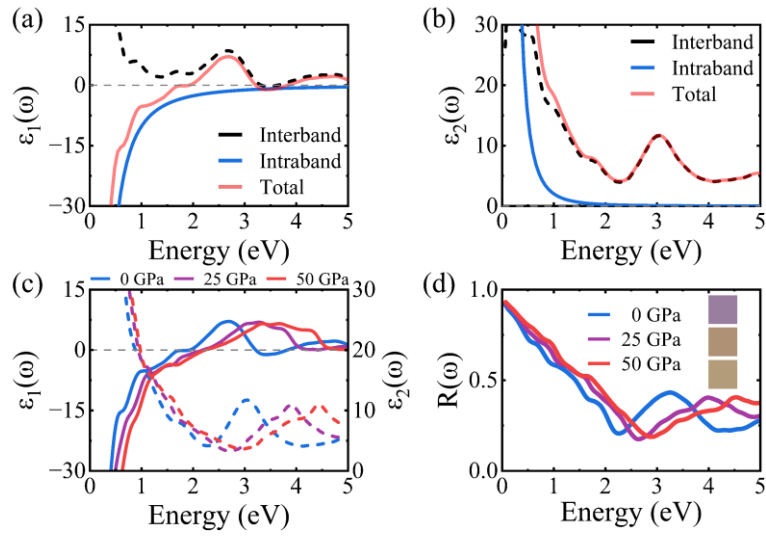 (a)
15
0
−15
−30
ε₁(ω)
Interband
Intraband
Total
0 1 2 3 4 5
Energy (eV)
(b)
30
20
10
0
ε₂(ω)
Interband
Intraband
Total
0 1 2 3 4 5
Energy (eV)
(c)
0 GPa 25 GPa 50 GPa
15
0
−15
−30
ε₁(ω)
30
20
10
0
ε₂(ω)
0 1 2 3 4 5
Energy (eV)
(d)
1.0
0.5
0.0
R(ω)
0 GPa
25 GPa
50 GPa
0 1 2 3 4 5
Energy (eV)